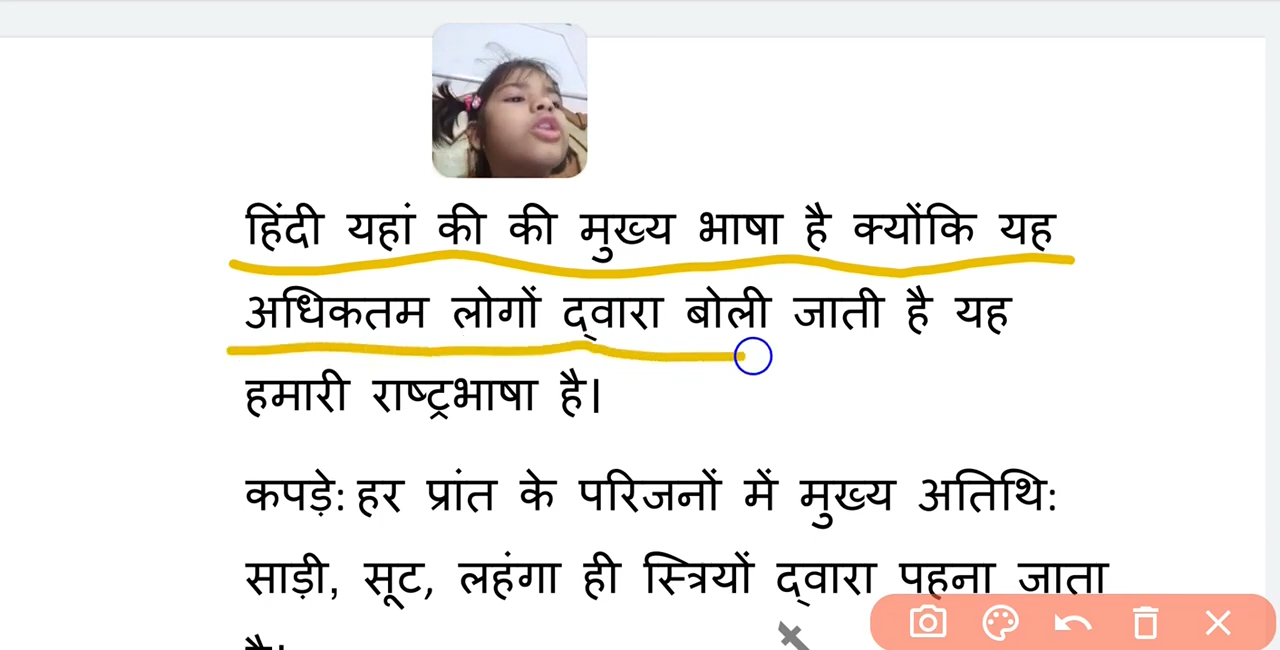 हिंदी यहां की की मुख्य भाषा है क्योंकि यह
अधिकतम लोगों द्वारा बोली जाती है यह
हमारी राष्ट्रभाषा है।
कपड़े: हर प्रांत के परिजनों में मुख्य अतिथि:
साड़ी, सूट, लहंगा ही स्त्रियों द्वारा पहना जाता
है।